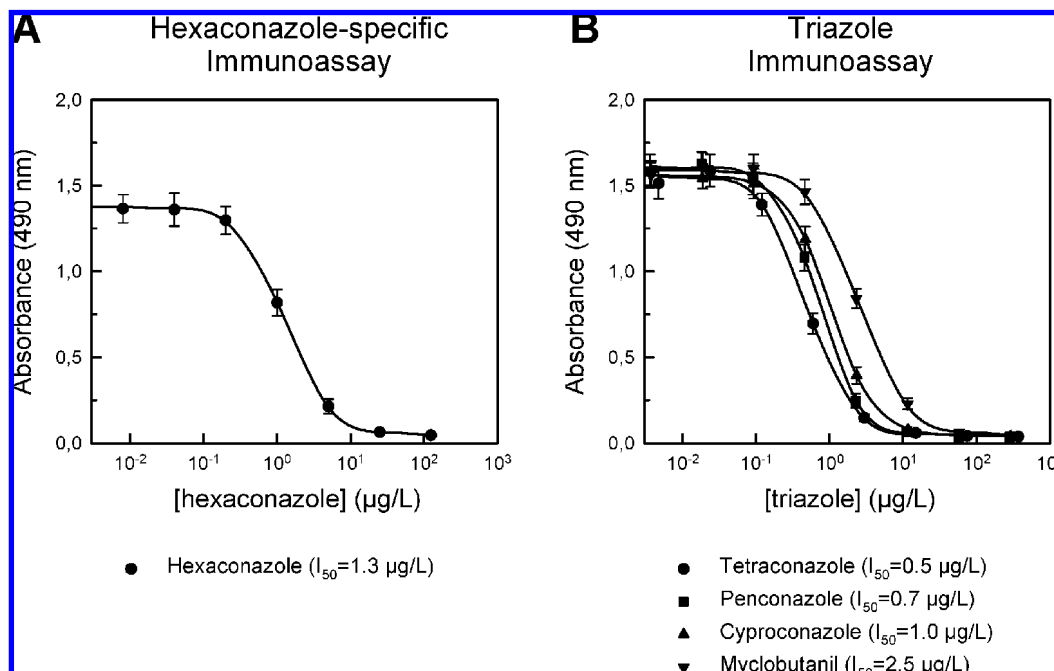 A
Hexaconazole-specific
Immunoassay
Absorbance (490 nm)
2,0
1,5
1,0
0,5
0,0
10-2
10-1
100
101
102
103
[hexaconazole] (µg/L)
Hexaconazole (I50=1.3 µg/L)
B
Triazole
Immunoassay
Absorbance (490 nm)
2,0
1,5
1,0
0,5
0,0
10-2
10-1
100
101
102
10
[triazole] (µg/L)
Tetraconazole (I50=0.5 µg/L)
Penconazole (I50=0.7 µg/L)
Cyproconazole (I50=1.0 µg/L)
Myclobutanil (I50=2.5 µg/L)